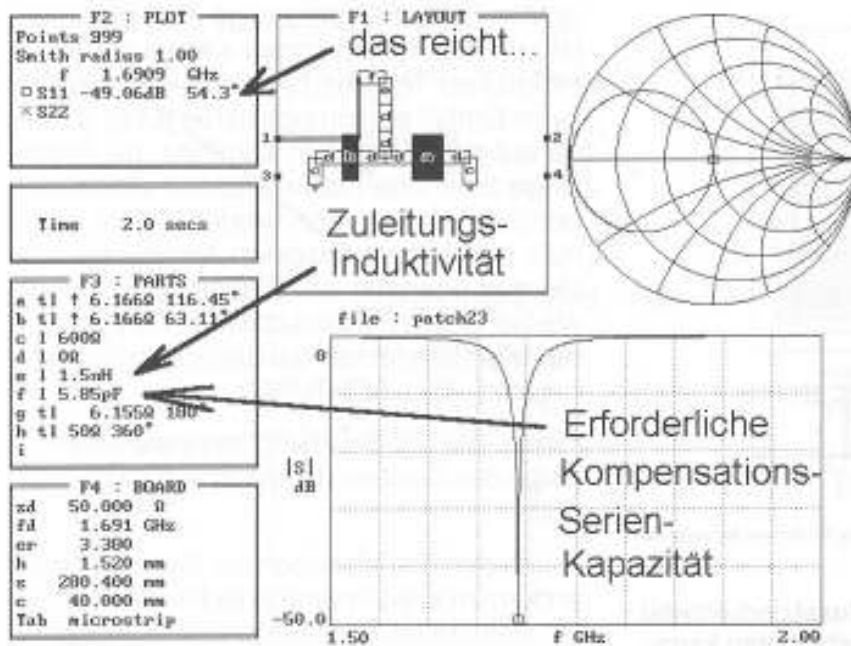 F2 : PLOT
Points 999
Smith radius 1.00
f 1.6909 GHz
□ S11 -49.06dB 54.3°
× S22
Time 2.0 secs
F3 : PARTS
a tl ↑ 6.166Ω 116.45°
b tl ↑ 6.166Ω 63.11°
c l 600Ω
d l 0Ω
e l 1.5nH
f l 5.85pF
g tl 6.155Ω 180°
h tl 50Ω 360°
i
F4 : BOARD
zd 50.000 Ω
fd 1.691 GHz
er 3.380
h 1.520 mm
s 280.400 mm
c 40.000 mm
Tab microstrip
F1 : LAYOUT
das reicht...
1
2
3
4
Zuleitungs-
Induktivität
file : patch23
0
|S|
dB
-50.0
1.50 f GHz 2.00
Erforderliche
Kompensations-
Serien-
Kapazität